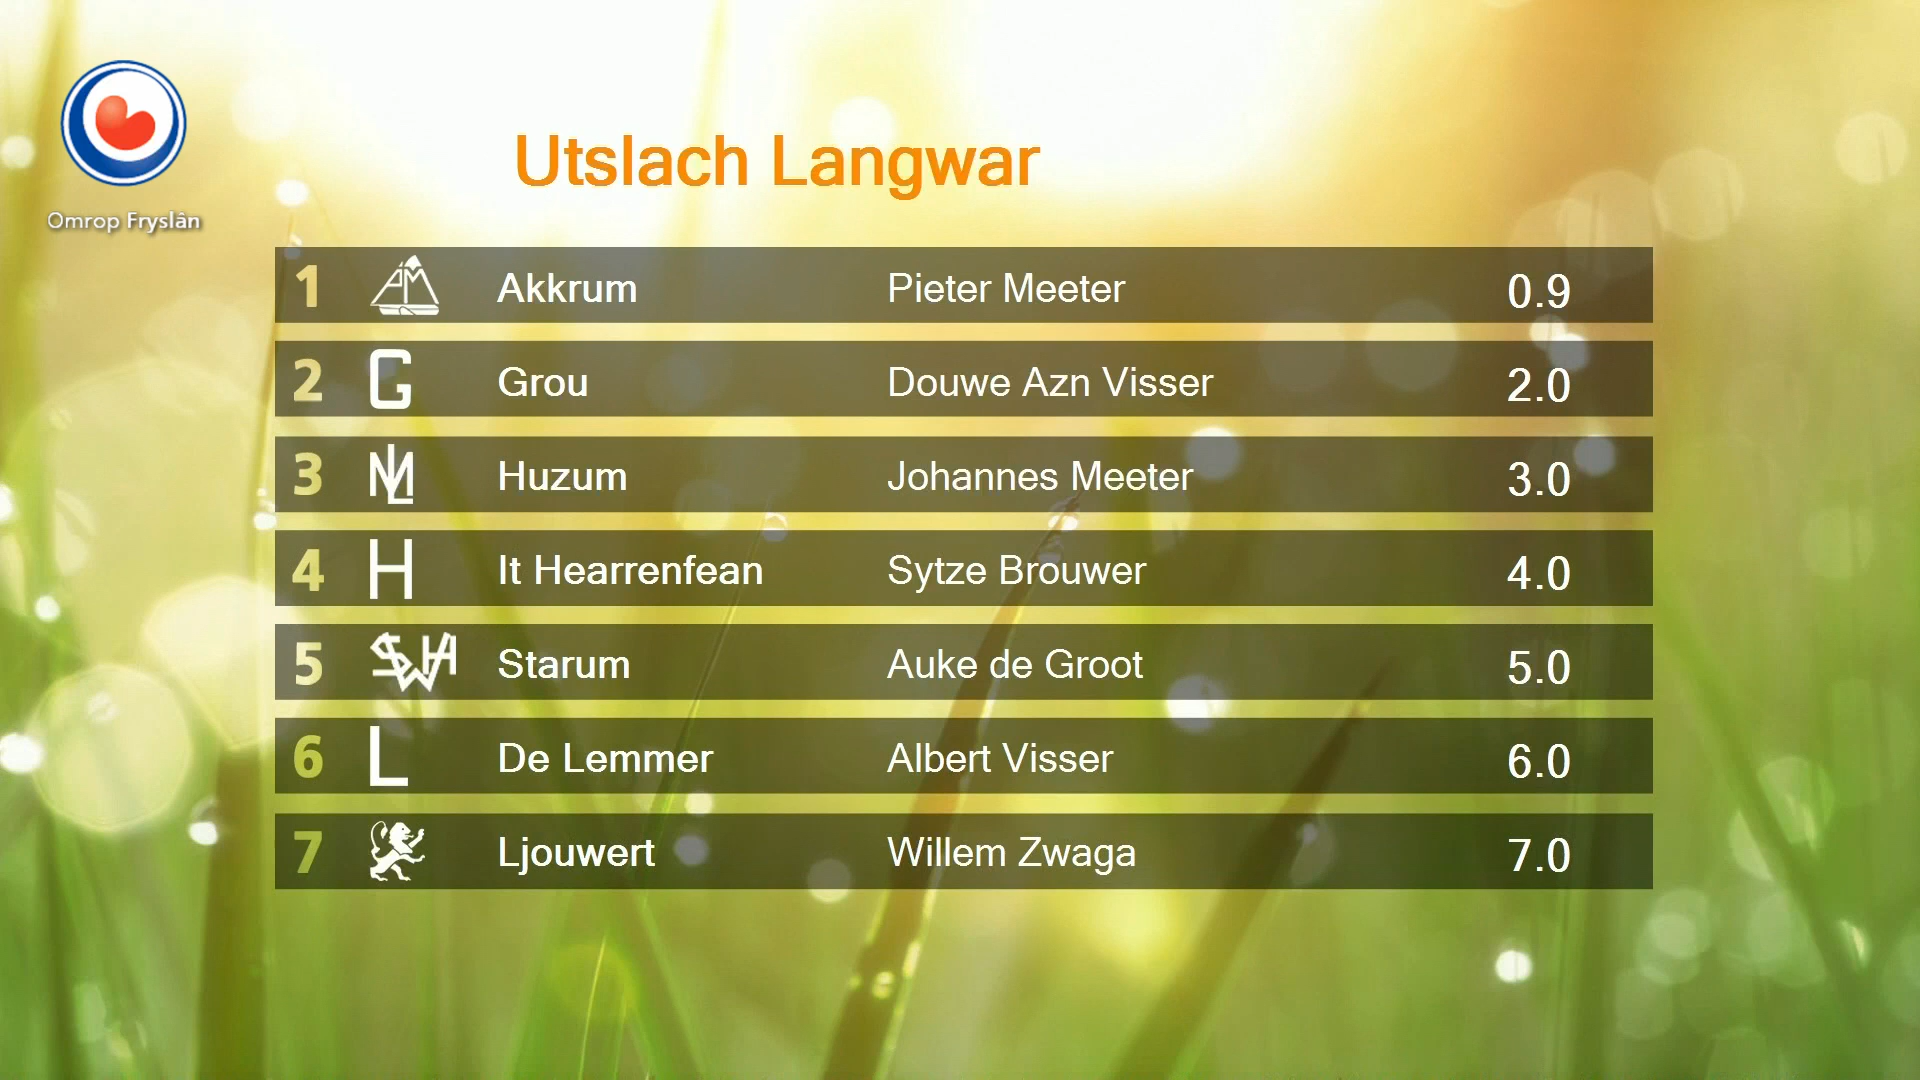 Omrop Fryslân
Utslach Langwar
1 AM Akkrum Pieter Meeter 0.9
2 G Grou Douwe Azn Visser 2.0
3 Huzum Johannes Meeter 3.0
4 H It Hearrenfean Sytze Brouwer 4.0
5 Starum Auke de Groot 5.0
6 L De Lemmer Albert Visser 6.0
7 Ljouwert Willem Zwaga 7.0